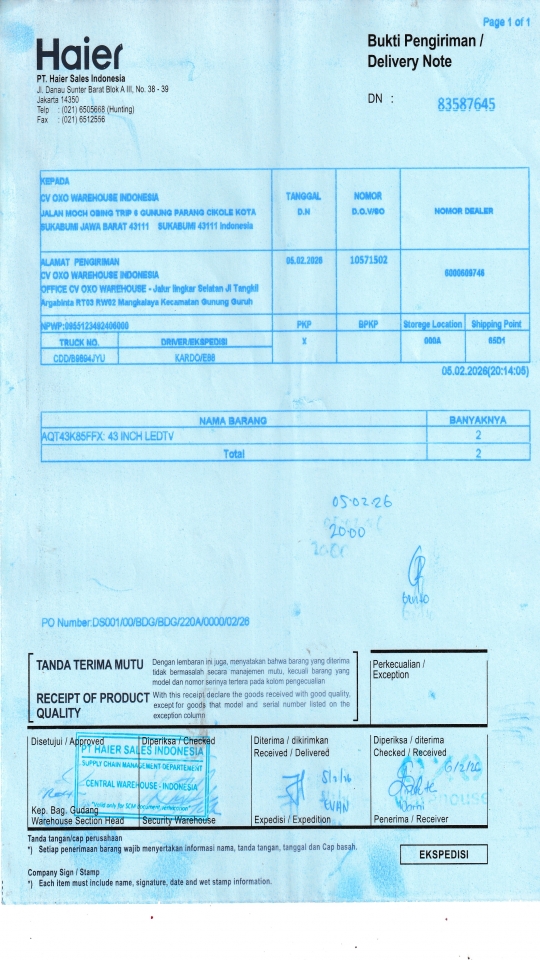 Page 1 of 1
Haier
PT. Haier Sales Indonesia
Jl. Danau Sunter Barat Blok A III, No. 38 - 39
Jakarta 14350
Telp : (021) 6505668 (Hunting)
Fax : (021) 6512556
Bukti Pengiriman /
Delivery Note
DN : 83587645
KEPADA
CV OXO WAREHOUSE INDONESIA
JALAN MOCH OBING TRIP 6 GUNUNG PARANG CIKOLE KOTA
SUKABUMI JAWA BARAT 43111 SUKABUMI 43111 Indonesia
TANGGAL
D.N
NOMOR
D.O.V/SO
NOMOR DEALER
ALAMAT PENGIRIMAN
CV OXO WAREHOUSE INDONESIA
OFFICE CV OXO WAREHOUSE - Jalur lingkar Selatan Jl Tangkil
Argabinta RT03 RW02 Mangkalaya Kecamatan Gunung Guruh
05.02.2026
10571502
6000609746
NPWP:0955123492406000
PKP
BPKP
Storege Location
Shipping Point
TRUCK NO.
DRIVER/EKSPEDISI
X
000A
65D1
CDD/B9894JYU
KARDO/E88
05.02.2026(20:14:05)
NAMA BARANG
BANYAKNYA
AQT43K85FFX: 43 INCH LEDTV
2
Total
2
05.02.26
20.00
PO Number:DS001/00/BDG/BDG/220A/0000/02/26
TANDA TERIMA MUTU
Dengan lembaran ini juga, menyatakan bahwa barang yang diterima
tidak bermasalah secara manajemen mutu, kecuali barang yang
model dan nomor serinya tertera pada kolom pengecualian
RECEIPT OF PRODUCT
QUALITY
With this receipt declare the goods received with good quality,
except for goods that model and serial number listed on the
exception column
Perkecualian /
Exception
Disetujui / Approved
Diperiksa / Checked
Diterima / dikirimkan
Received / Delivered
Diperiksa / diterima
Checked / Received
PT HAIER SALES INDONESIA
SUPPLY CHAIN MANAGEMENT DEPARTEMENT
CENTRAL WAREHOUSE - INDONESIA
EVAN
6/2/26
Kep. Bag. Gudang
Warehouse Section Head
Security Warehouse
Expedisi / Expedition
Penerima / Receiver
Tanda tangan/cap perusahaan
*) Setiap penerimaan barang wajib menyertakan informasi nama, tanda tangan, tanggal dan Cap basah.
EKSPEDISI
Company Sign / Stamp
*) Each item must include name, signature, date and wet stamp information.